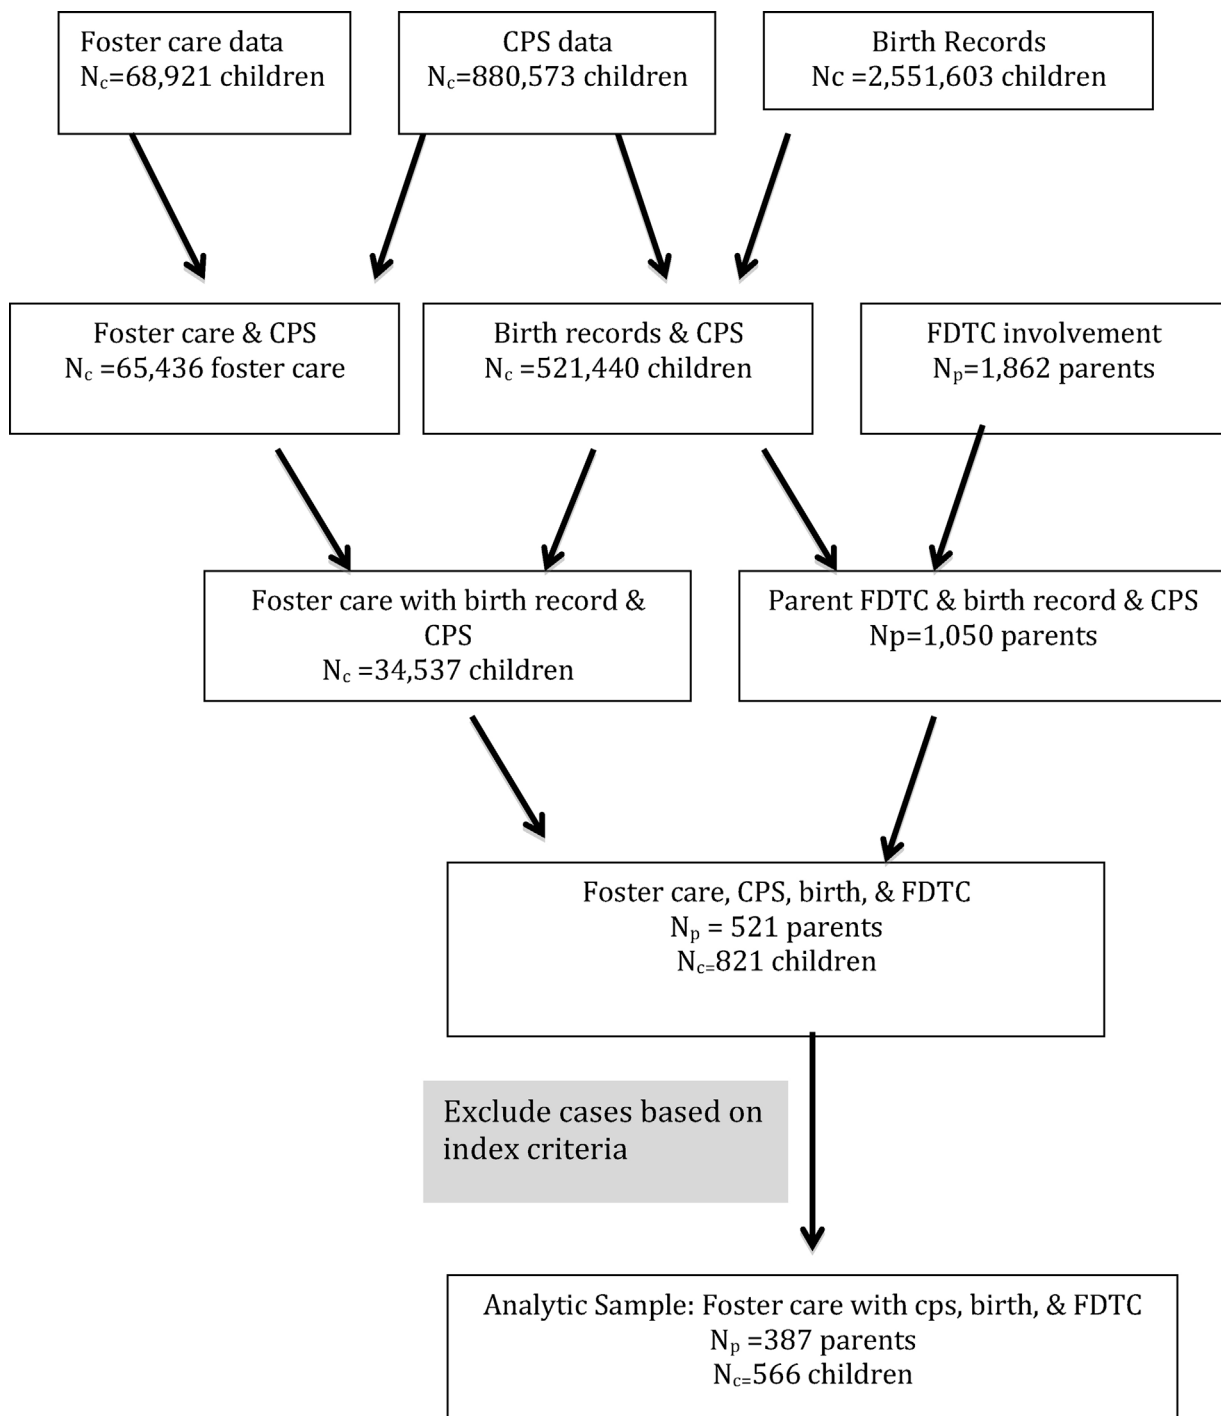 Foster care data
Nc=68,921 children
CPS data
Nc=880,573 children
Birth Records
Nc =2,551,603 children
Foster care & CPS
Nc =65,436 foster care
Birth records & CPS
Nc =521,440 children
FDTC involvement
Np=1,862 parents
Foster care with birth record &
CPS
Nc =34,537 children
Parent FDTC & birth record & CPS
Np=1,050 parents
Foster care, CPS, birth, & FDTC
Np = 521 parents
Nc=821 children
Exclude cases based on
index criteria
Analytic Sample: Foster care with cps, birth, & FDTC
Np =387 parents
Nc=566 children